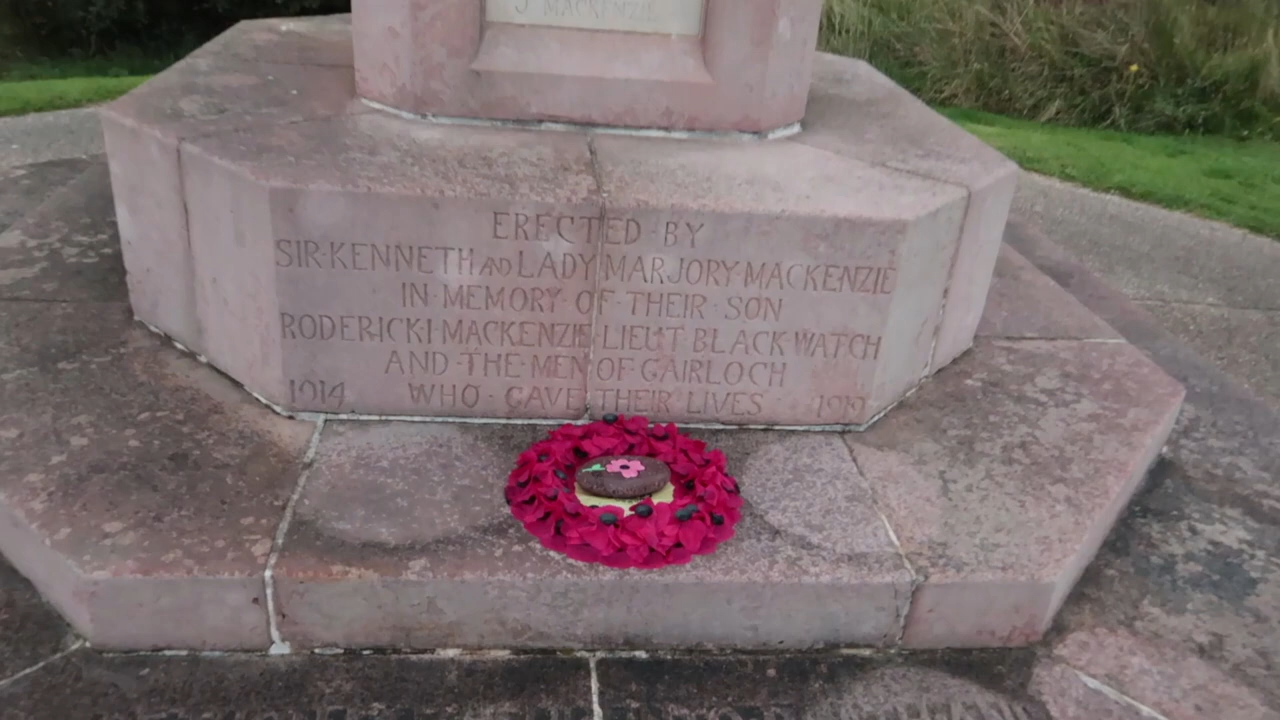 J MACKENZIE
ERECTED BY
SIR·KENNETH AND LADY MARJORY·MACKENZIE
IN·MEMORY·OF·THEIR·SON
RODERICK·I·MACKENZIE·LIEUT BLACK WATCH
AND·THE·MEN OF·GAIRLOCH
1914 WHO·GAVE·THEIR LIVES 1919